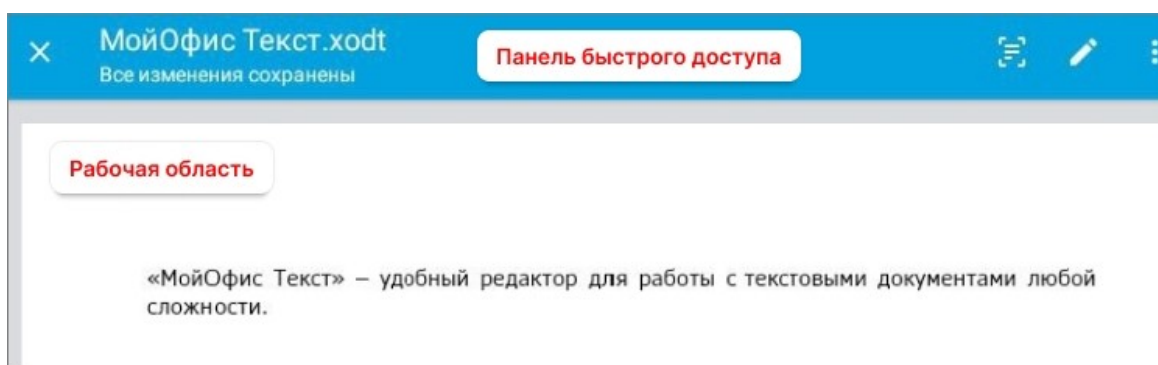 МойОфис Текст.xodt
Все изменения сохранены
Панель быстрого доступа
Рабочая область
«МойОфис Текст» – удобный редактор для работы с текстовыми документами любой
сложности.